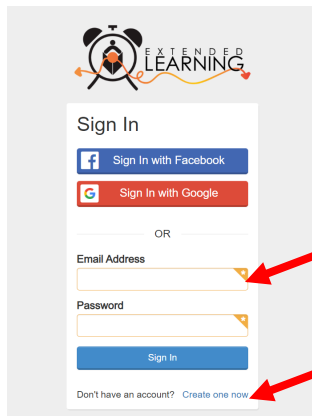 EXTENDED
LEARNING
Sign In
Sign In with Facebook
G Sign In with Google
OR
Email Address
Password
Sign In
Don't have an account? Create one now